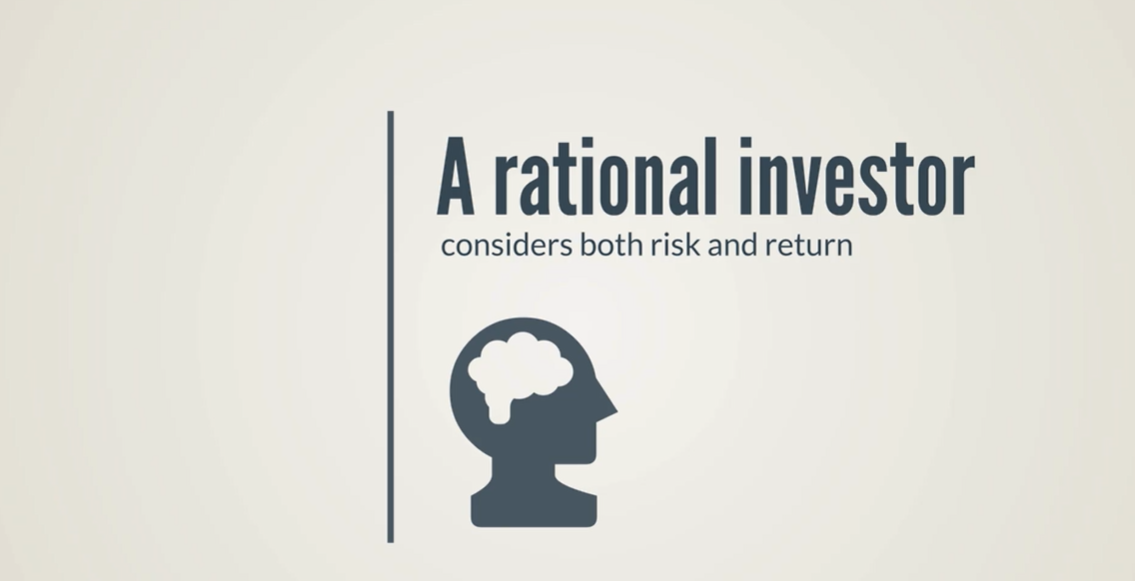 A rational investor
considers both risk and return